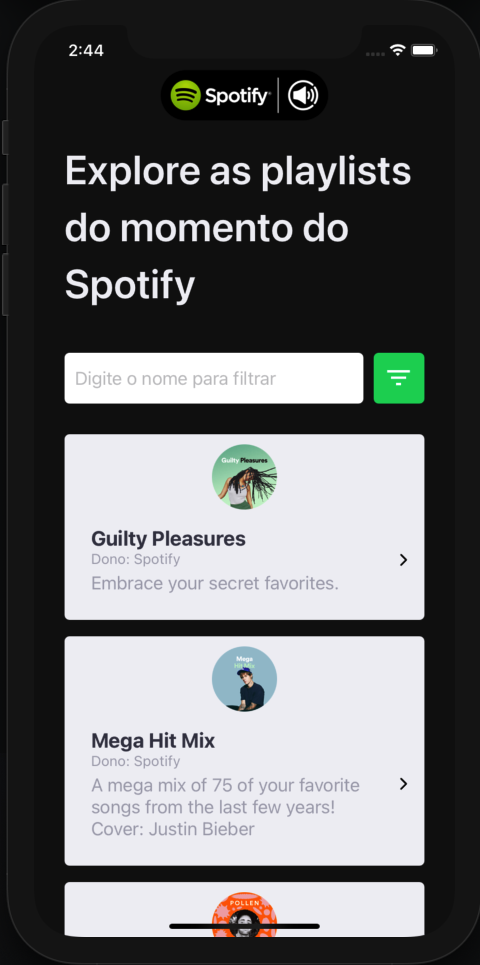 2:44
Spotify
Explore as playlists
do momento do
Spotify
Digite o nome para filtrar
Guilty Pleasures
Guilty Pleasures
Dono: Spotify
Embrace your secret favorites.
Mega
Hit Mix
Mega Hit Mix
Dono: Spotify
A mega mix of 75 of your favorite
songs from the last few years!
Cover: Justin Bieber
POLLEN